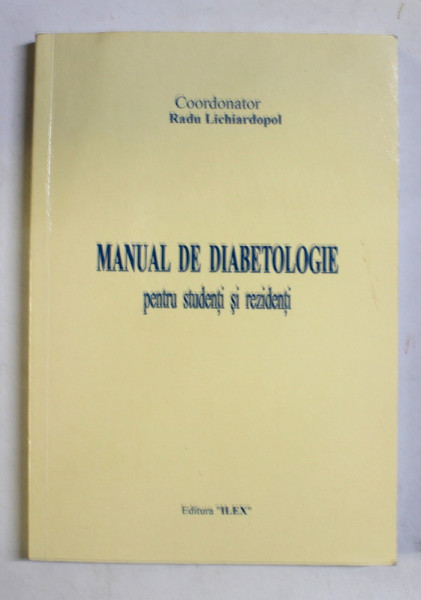 Coordonator
Radu Lichiardopol
MANUAL DE DIABETOLOGIE
pentru studenți și rezidenți
Editura "ILEX"